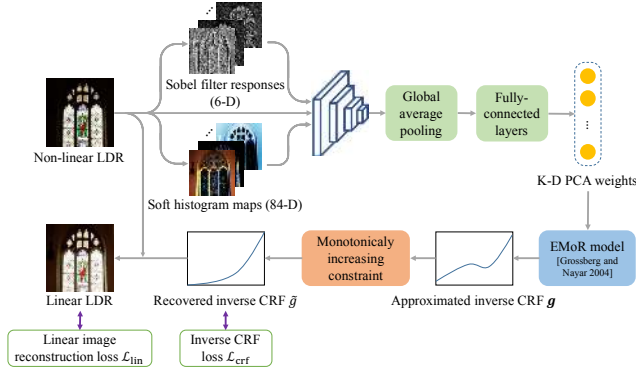 Sobel filter responses
(6-D)
Non-linear LDR
Soft histogram maps (84-D)
Global
average
pooling
Fully-
connected
layers
K-D PCA weights
EMoR model
[Grossberg and
Nayar 2004]
Approximated inverse CRF g
Monotonicaly
increasing
constraint
Recovered inverse CRF g̃
Linear LDR
Linear image
reconstruction loss ℒlin
Inverse CRF
loss ℒcrf